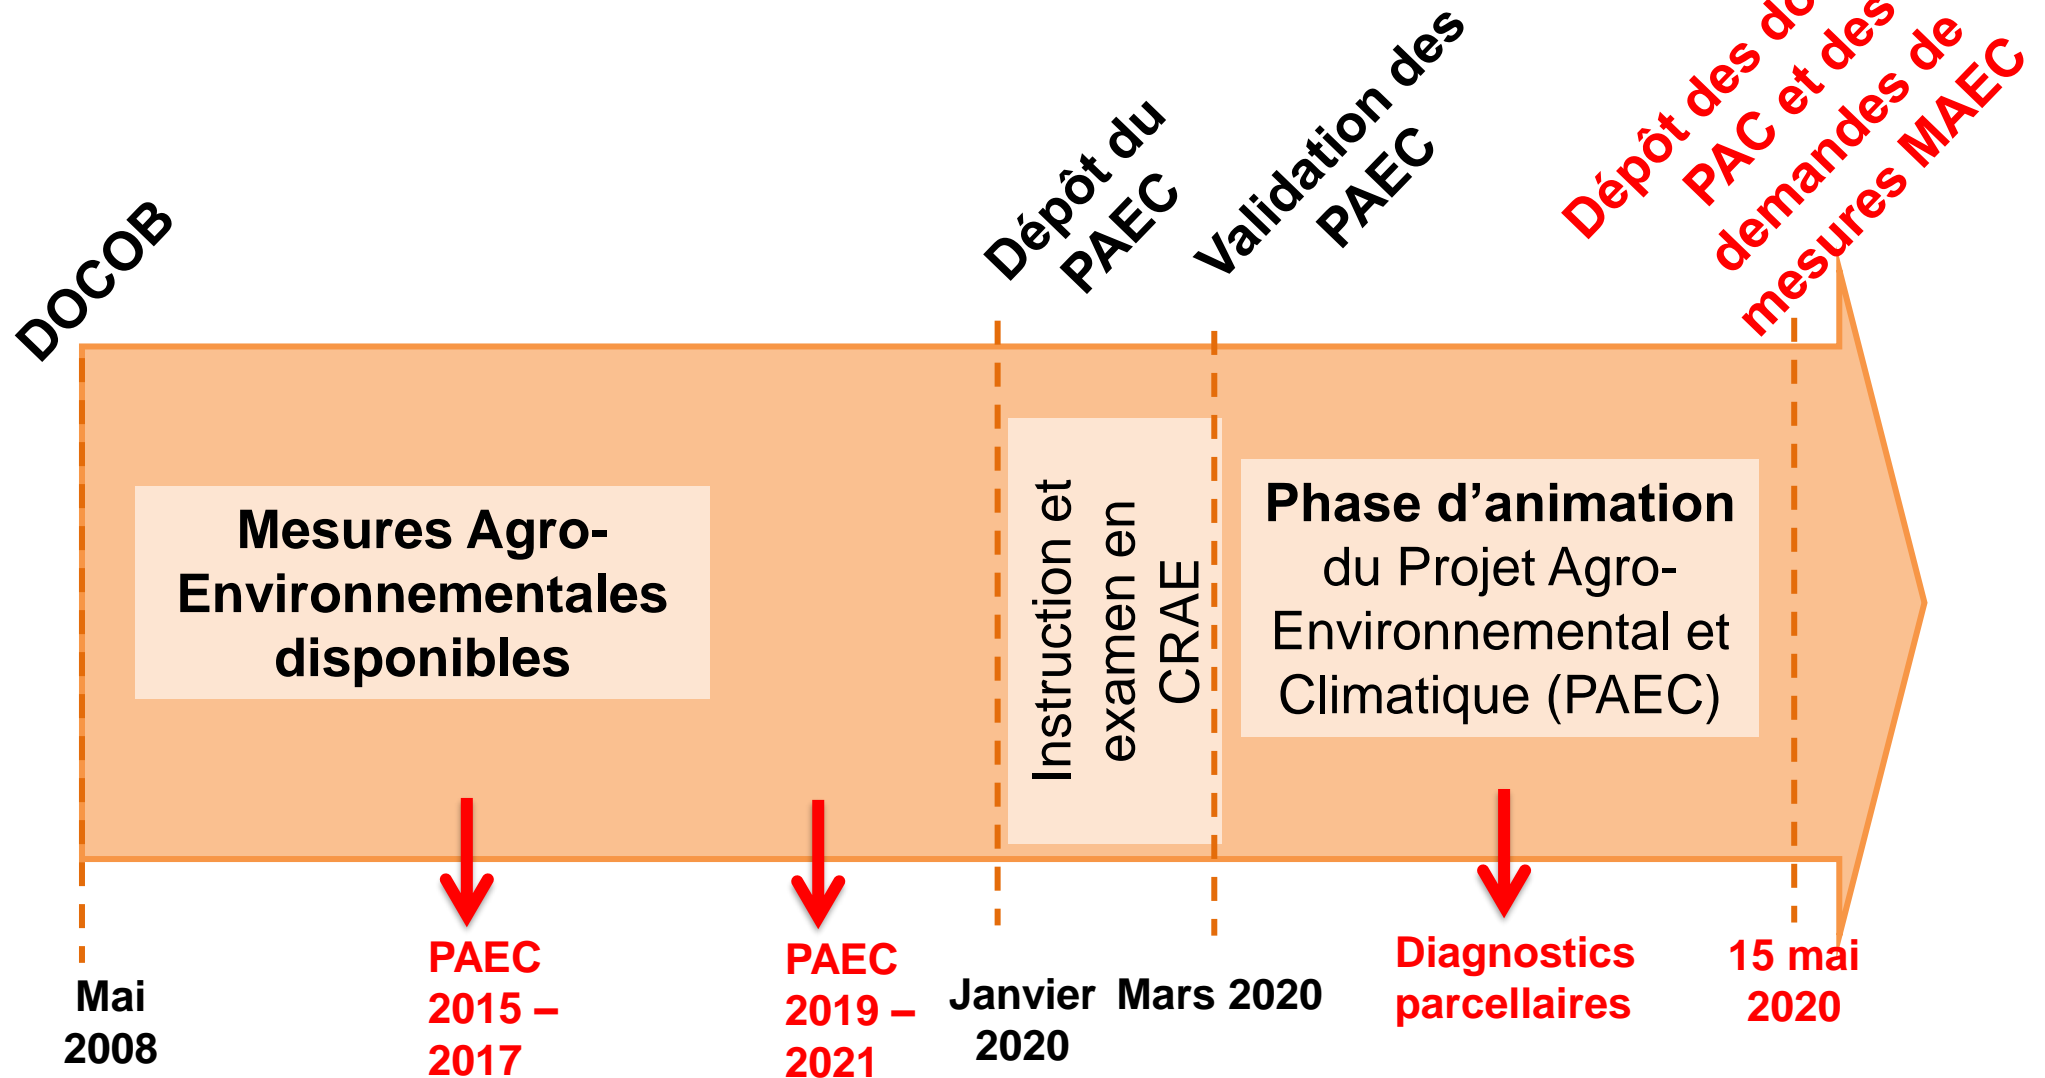 DOCOB
Dépôt du
PAEC
Validation des
PAEC
Dépôt des
PAC et des
demandes de
mesures MAEC
Mesures Agro-
Environnementales
disponibles
Instruction et
examen en
CRAE
Phase d’animation
du Projet Agro-
Environnemental et
Climatique (PAEC)
Mai
2008
PAEC
2015 –
2017
PAEC
2019 –
2021
Janvier
2020
Mars 2020
Diagnostics
parcellaires
15 mai
2020